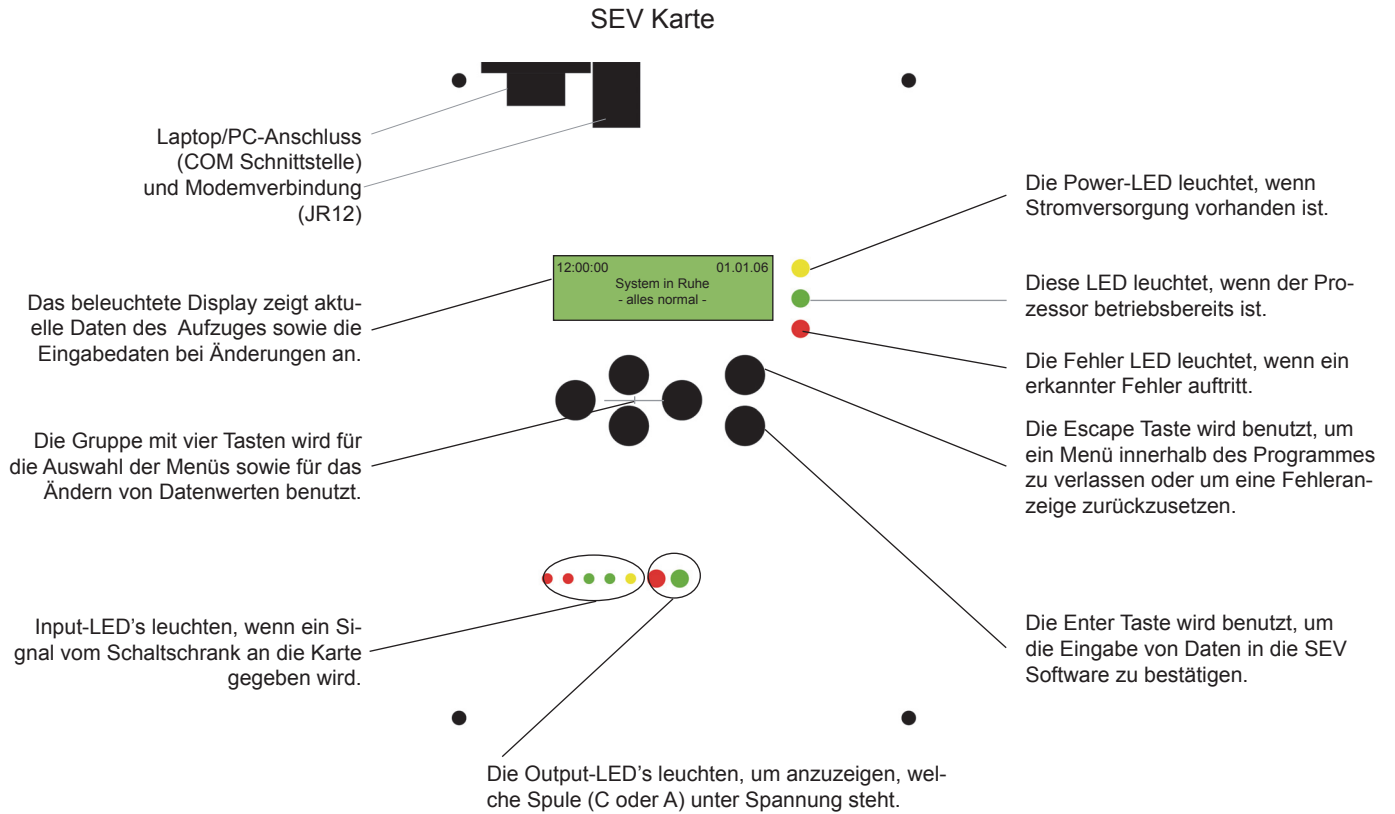 SEV Karte
Laptop/PC-Anschluss
(COM Schnittstelle)
und Modemverbindung
(JR12)
Das beleuchtete Display zeigt aktu-
elle Daten des Aufzuges sowie die
Eingabedaten bei Änderungen an.
Die Gruppe mit vier Tasten wird für
die Auswahl der Menüs sowie für das
Ändern von Datenwerten benutzt.
Input-LED's leuchten, wenn ein Si-
gnal vom Schaltschrank an die Karte
gegeben wird.
12:00:00 01.01.06
System in Ruhe
- alles normal -
Die Power-LED leuchtet, wenn
Stromversorgung vorhanden ist.
Diese LED leuchtet, wenn der Pro-
zessor betriebsbereits ist.
Die Fehler LED leuchtet, wenn ein
erkannter Fehler auftritt.
Die Escape Taste wird benutzt, um
ein Menü innerhalb des Programmes
zu verlassen oder um eine Fehleran-
zeige zurückzusetzen.
Die Enter Taste wird benutzt, um
die Eingabe von Daten in die SEV
Software zu bestätigen.
Die Output-LED's leuchten, um anzuzeigen, wel-
che Spule (C oder A) unter Spannung steht.